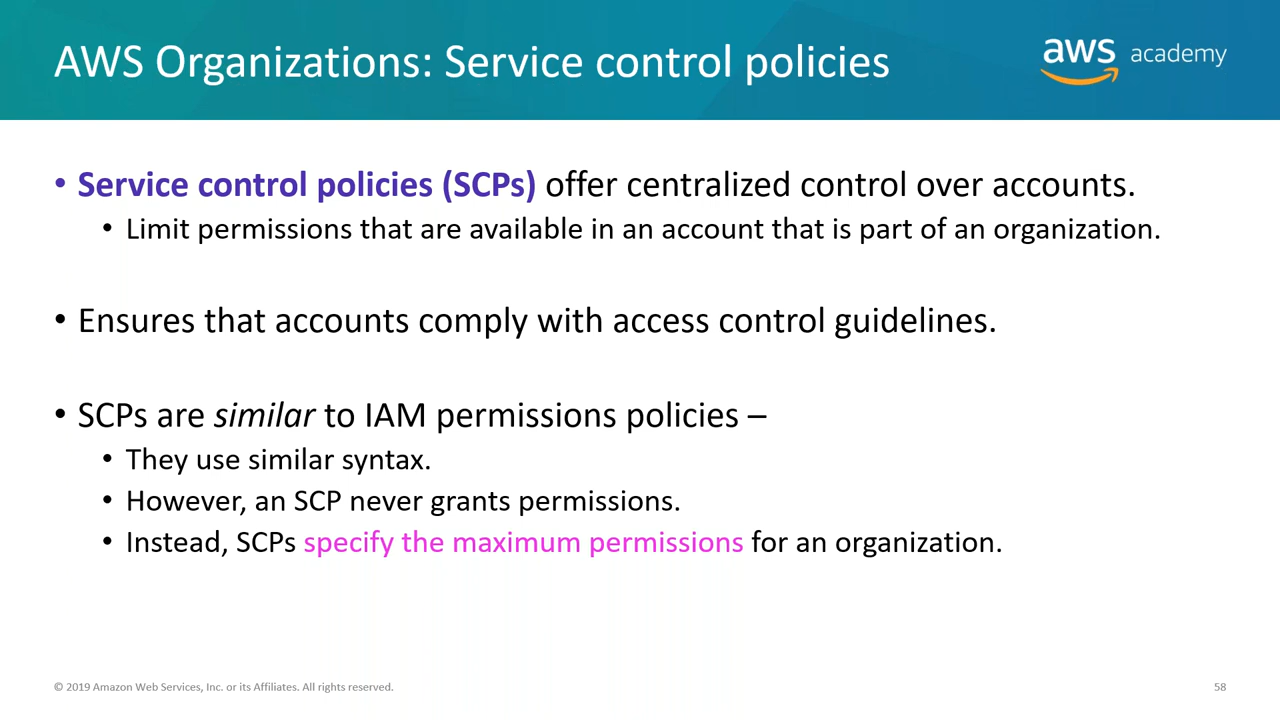 AWS Organizations: Service control policies
aws academy
• Service control policies (SCPs) offer centralized control over accounts.
• Limit permissions that are available in an account that is part of an organization.
• Ensures that accounts comply with access control guidelines.
• SCPs are similar to IAM permissions policies –
• They use similar syntax.
• However, an SCP never grants permissions.
• Instead, SCPs specify the maximum permissions for an organization.
© 2019 Amazon Web Services, Inc. or its Affiliates. All rights reserved.
58